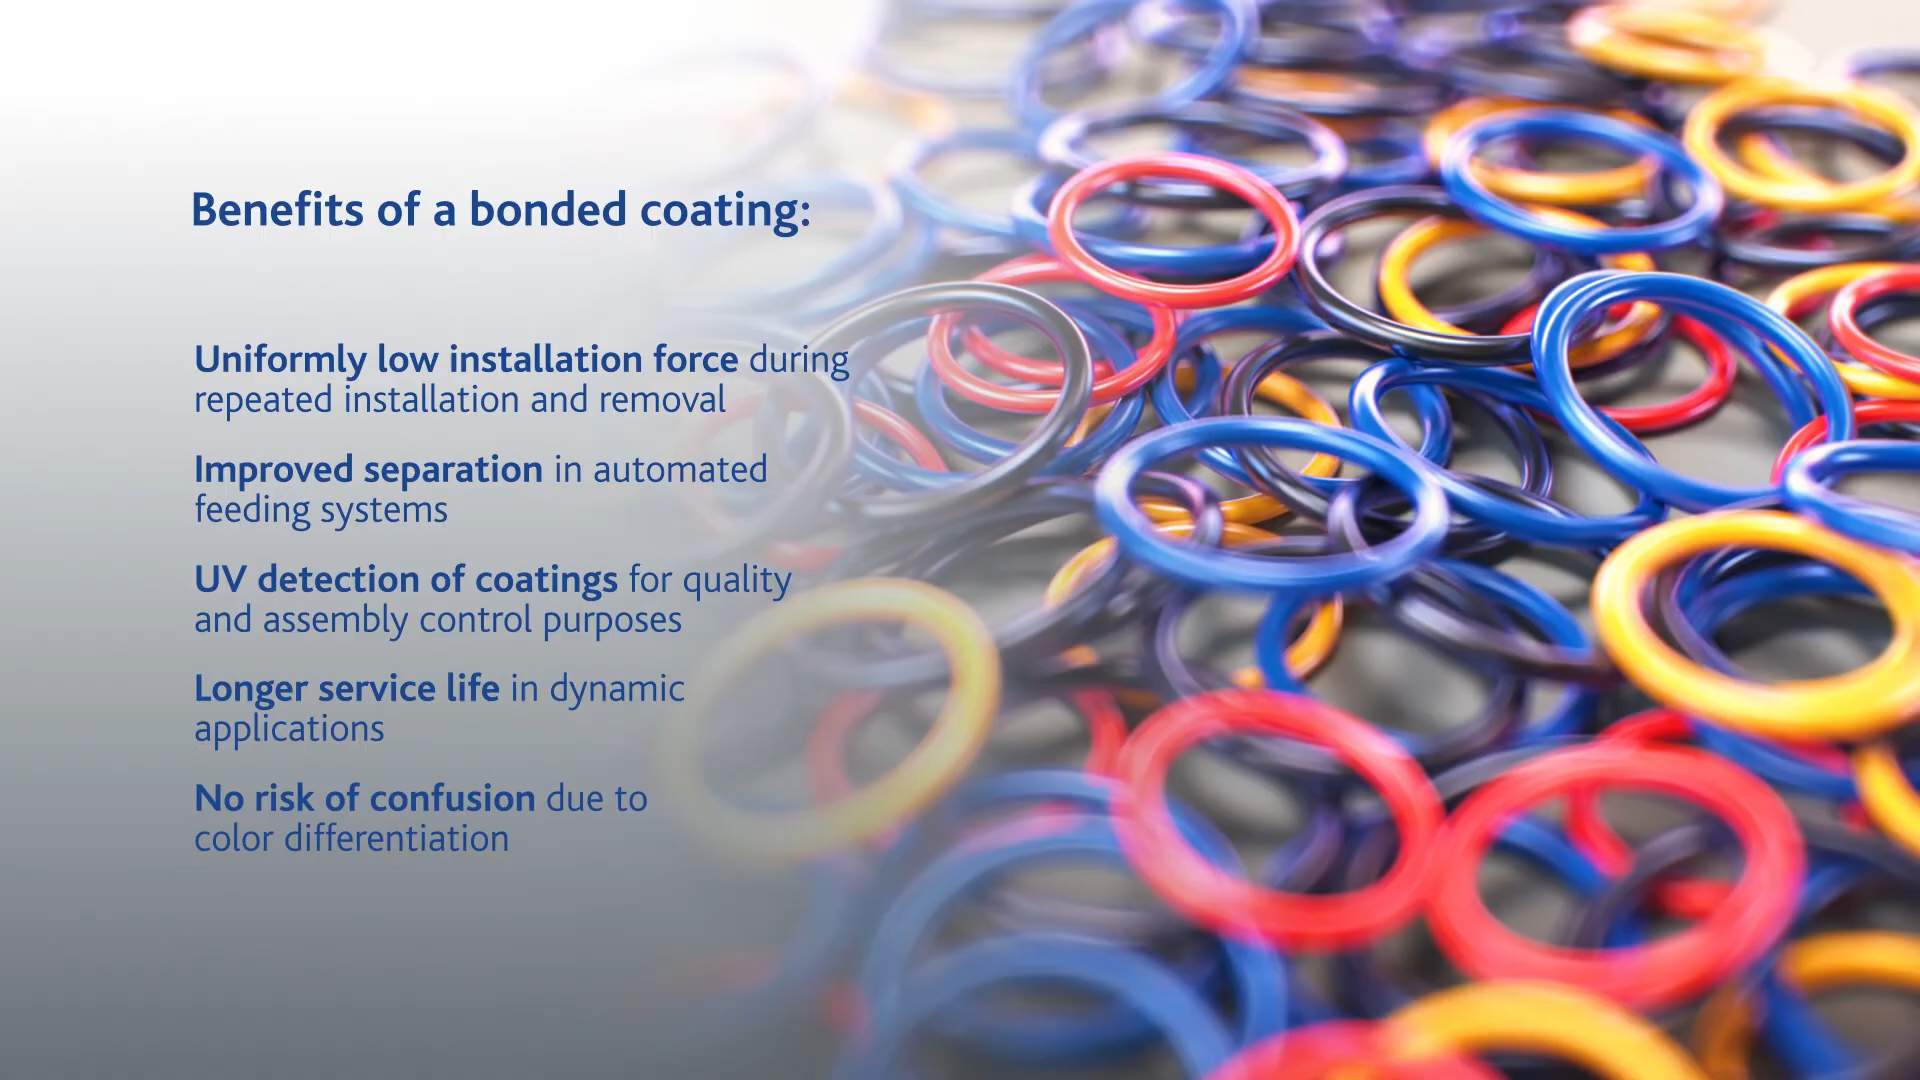 Benefits of a bonded coating:
Uniformly low installation force during
repeated installation and removal
Improved separation in automated
feeding systems
UV detection of coatings for quality
and assembly control purposes
Longer service life in dynamic
applications
No risk of confusion due to
color differentiation